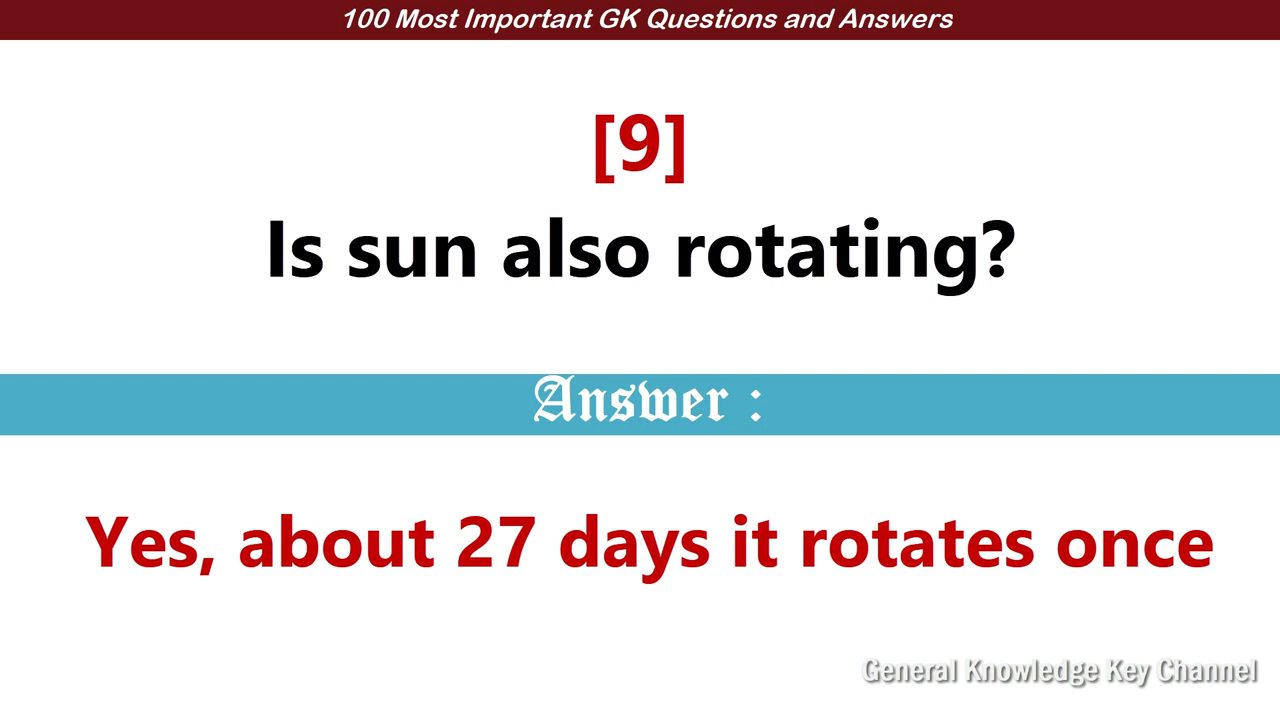 100 Most Important GK Questions and Answers
[9]
Is sun also rotating?
Answer :
Yes, about 27 days it rotates once
General Knowledge Key Channel